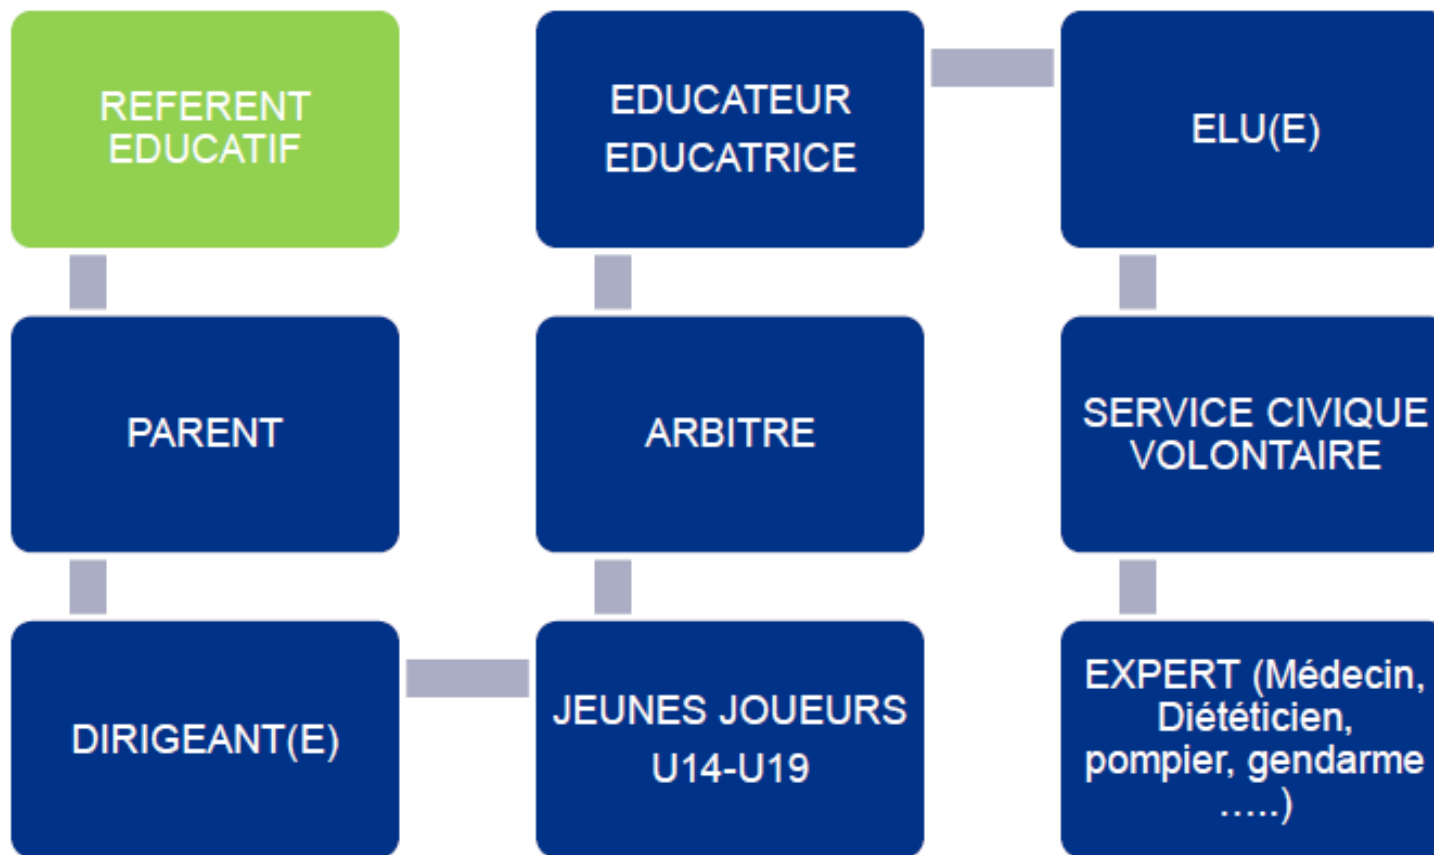 REFERENT
EDUCATIF
PARENT
DIRIGEANT(E)
JEUNES JOUEURS
U14-U19
ARBITRE
EDUCATEUR
EDUCATRICE
ELU(E)
SERVICE CIVIQUE
VOLONTAIRE
EXPERT (Médecin,
Diététicien,
pompier, gendarme
…..)